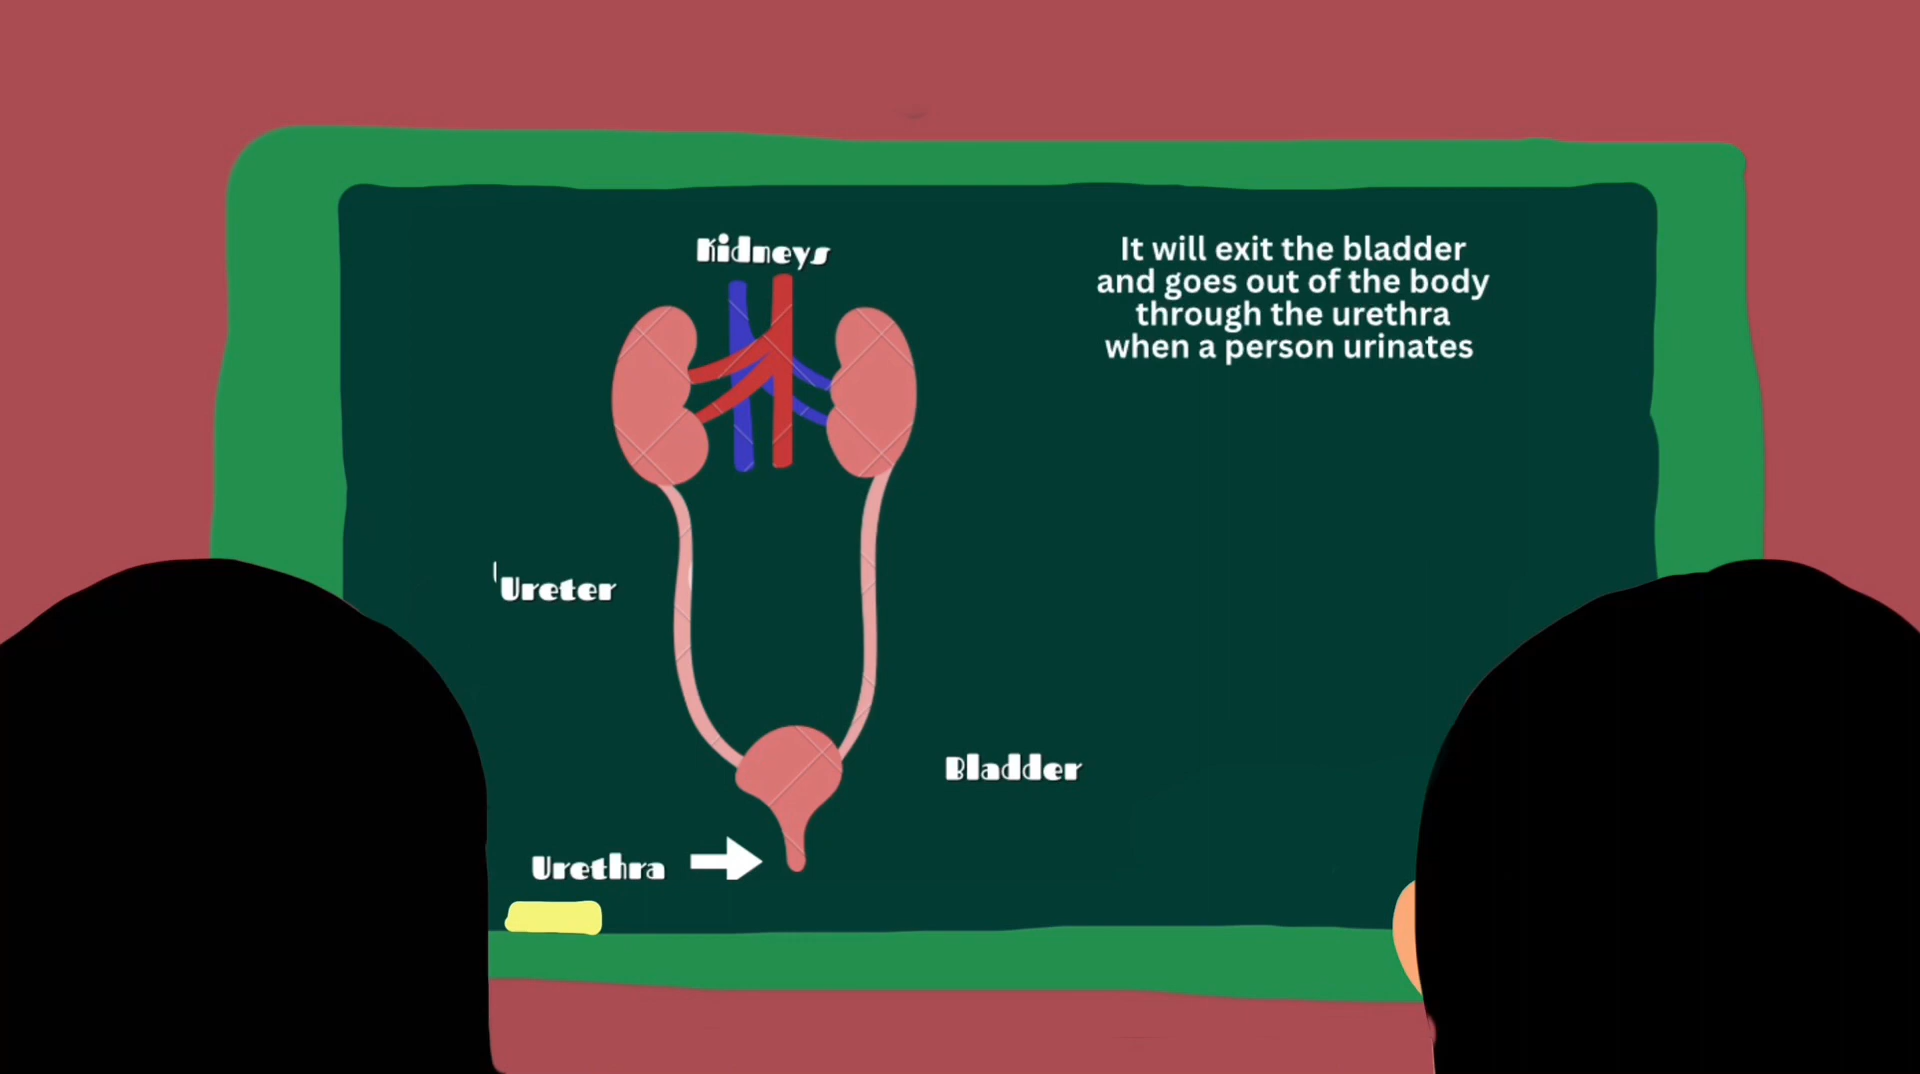 Kidneys
It will exit the bladder
and goes out of the body
through the urethra
when a person urinates
Ureter
Bladder
Urethra